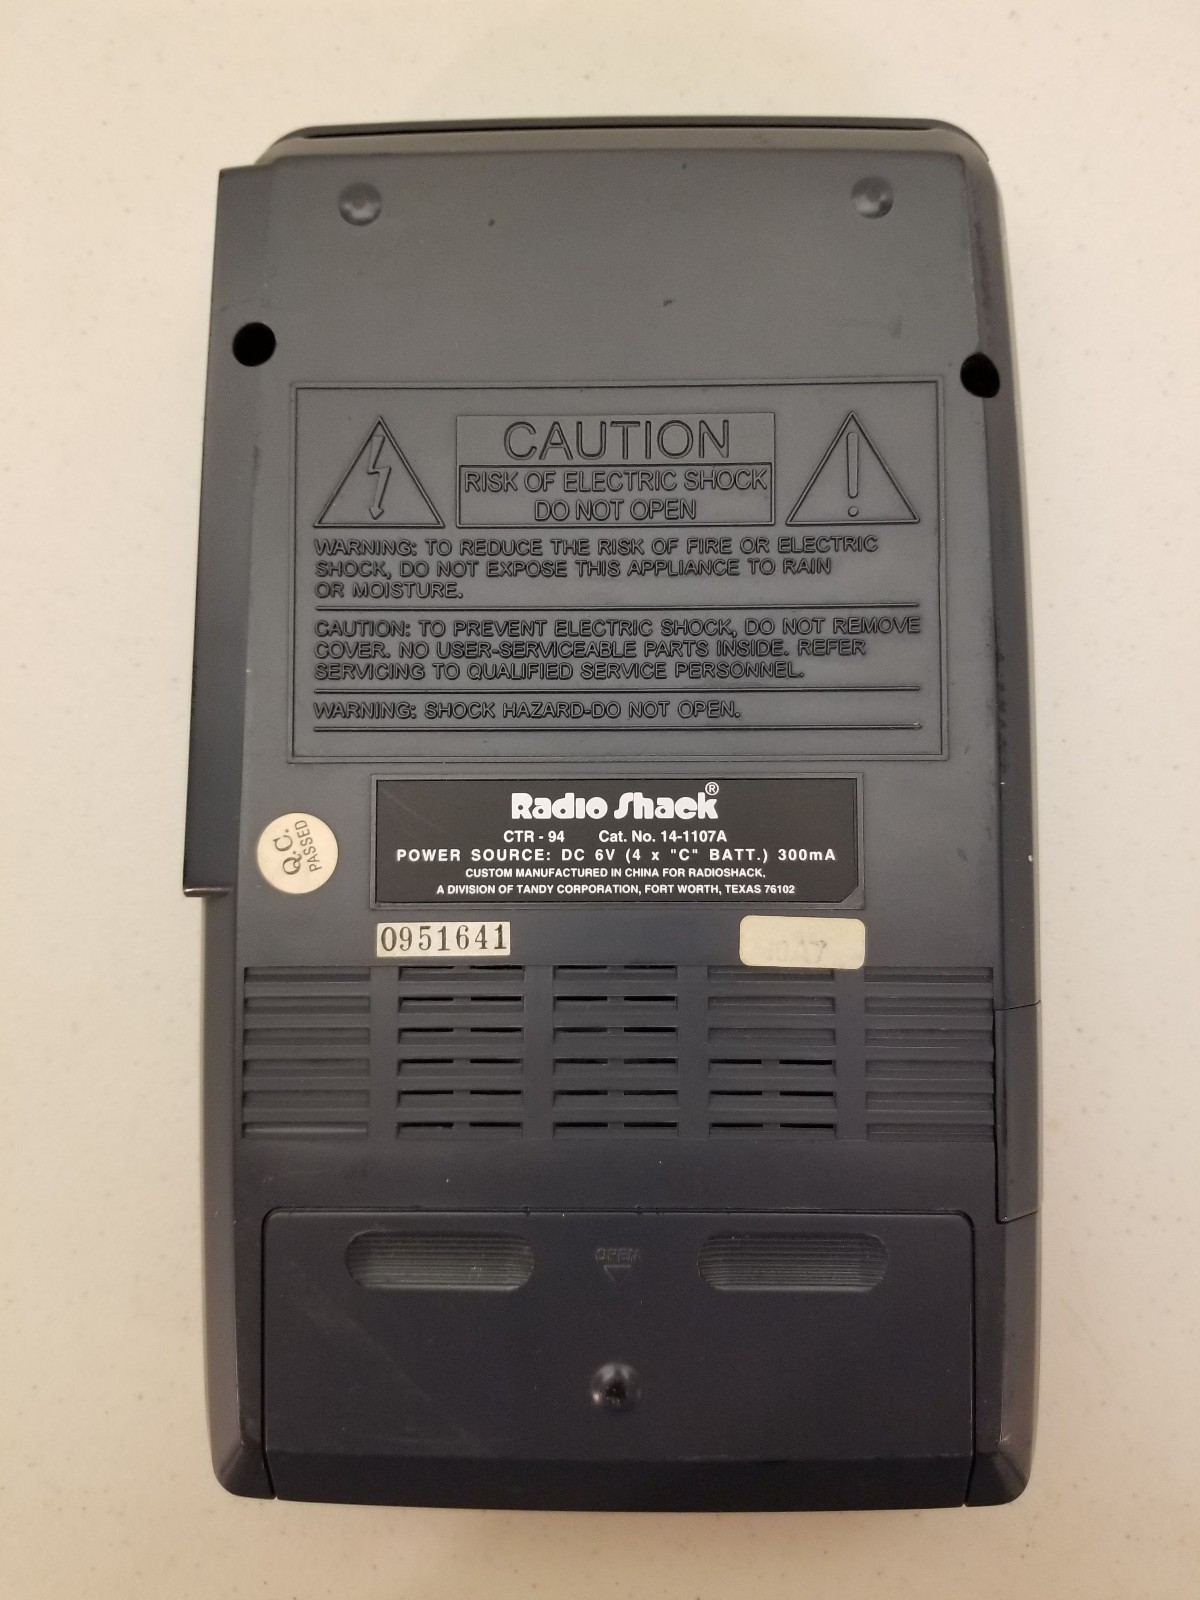 CAUTION
RISK OF ELECTRIC SHOCK
DO NOT OPEN
WARNING: TO REDUCE THE RISK OF FIRE OR ELECTRIC
SHOCK, DO NOT EXPOSE THIS APPLIANCE TO RAIN
OR MOISTURE.
CAUTION: TO PREVENT ELECTRIC SHOCK, DO NOT REMOVE
COVER. NO USER-SERVICEABLE PARTS INSIDE. REFER
SERVICING TO QUALIFIED SERVICE PERSONNEL.
WARNING: SHOCK HAZARD-DO NOT OPEN.
Radio Shack®
CTR - 94 Cat. No. 14-1107A
POWER SOURCE: DC 6V (4 x "C" BATT.) 300mA
CUSTOM MANUFACTURED IN CHINA FOR RADIOSHACK,
A DIVISION OF TANDY CORPORATION, FORT WORTH, TEXAS 76102
Q.C.
PASSED
0951641
OPEN